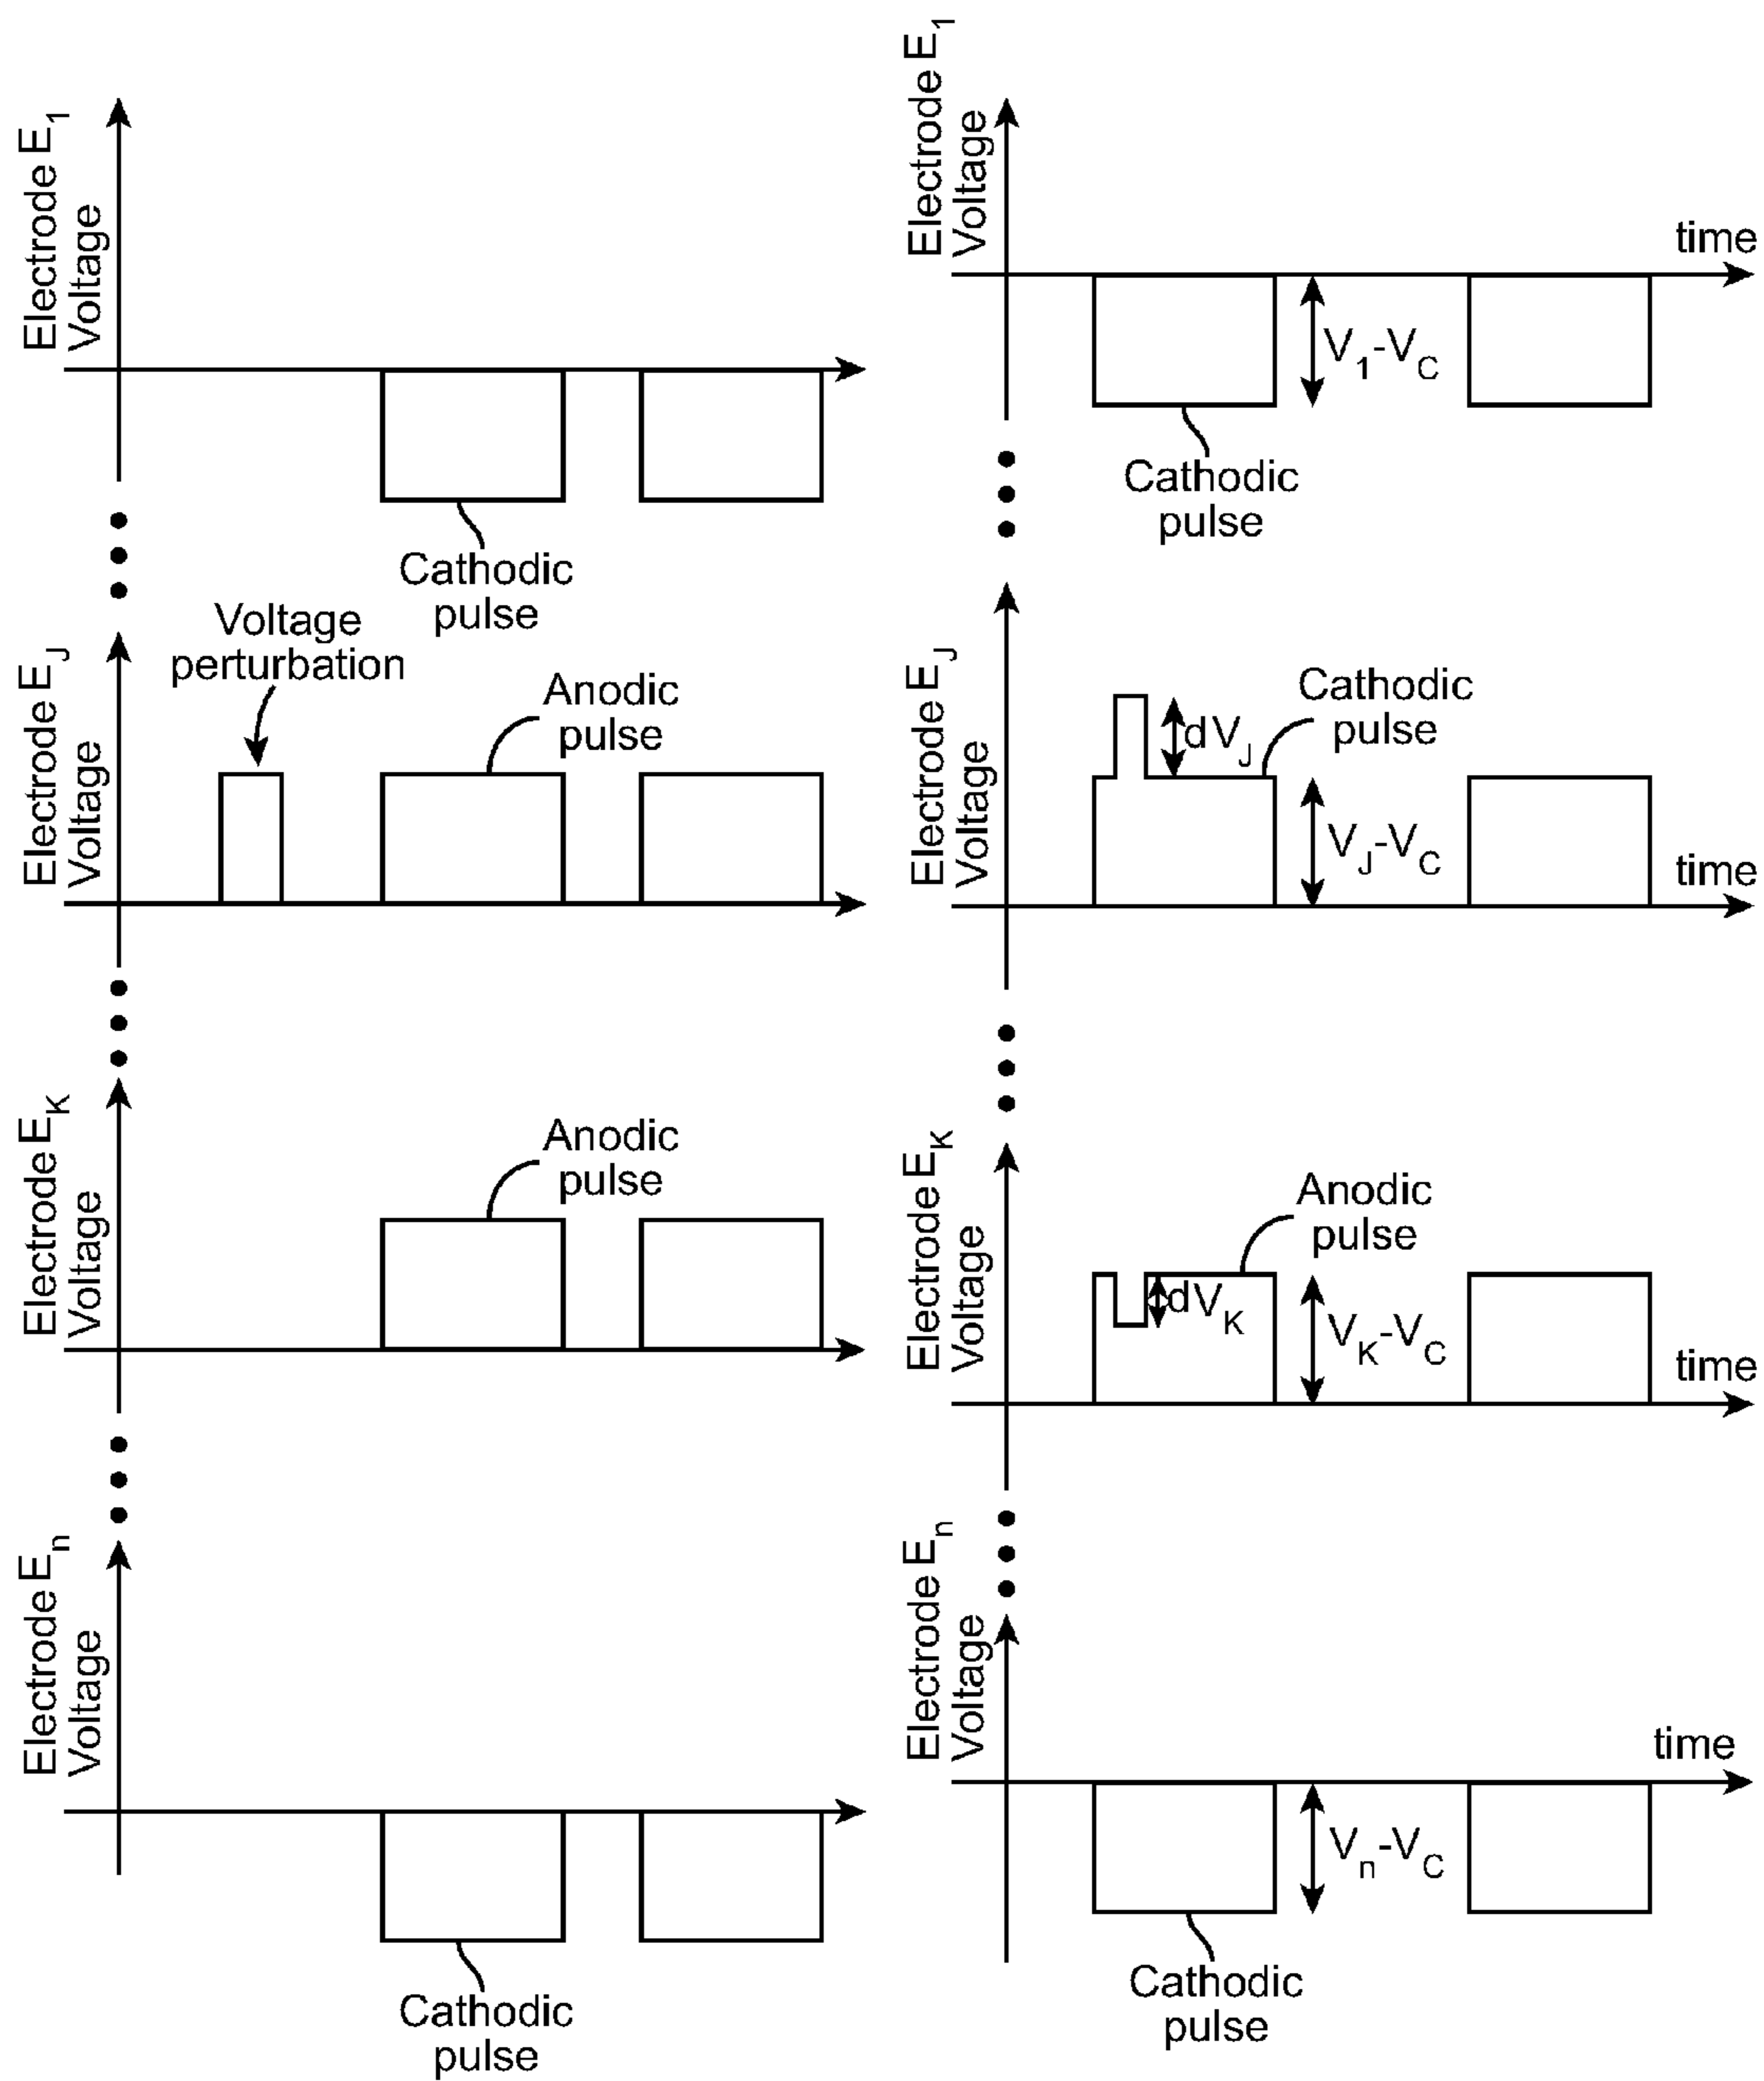 Electrode E1
Voltage
Cathodic
pulse
Voltage
perturbation
Electrode EJ
Voltage
Anodic
pulse
Electrode EK
Voltage
Anodic
pulse
Electrode En
Voltage
Cathodic
pulse
Electrode E1
Voltage
time
V1-VC
Cathodic
pulse
Electrode EJ
Voltage
dVJ
Cathodic
pulse
VJ-VC
time
Electrode EK
Voltage
Anodic
pulse
dVK
VK-VC
time
Electrode En
Voltage
time
Vn-VC
Cathodic
pulse